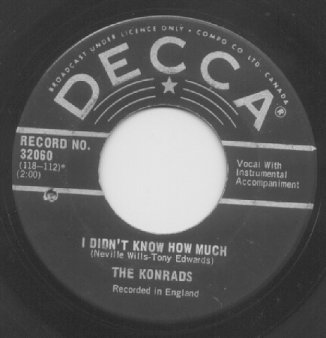 BROADCAST UNDER LICENCE ONLY • COMPO CO. LTD. CANADA
DECCA®
RECORD NO.
32060
(118–112)*
(2:00)
Vocal With
Instrumental
Accompaniment
I DIDN'T KNOW HOW MUCH
(Neville Wills-Tony Edwards)
THE KONRADS
Recorded in England